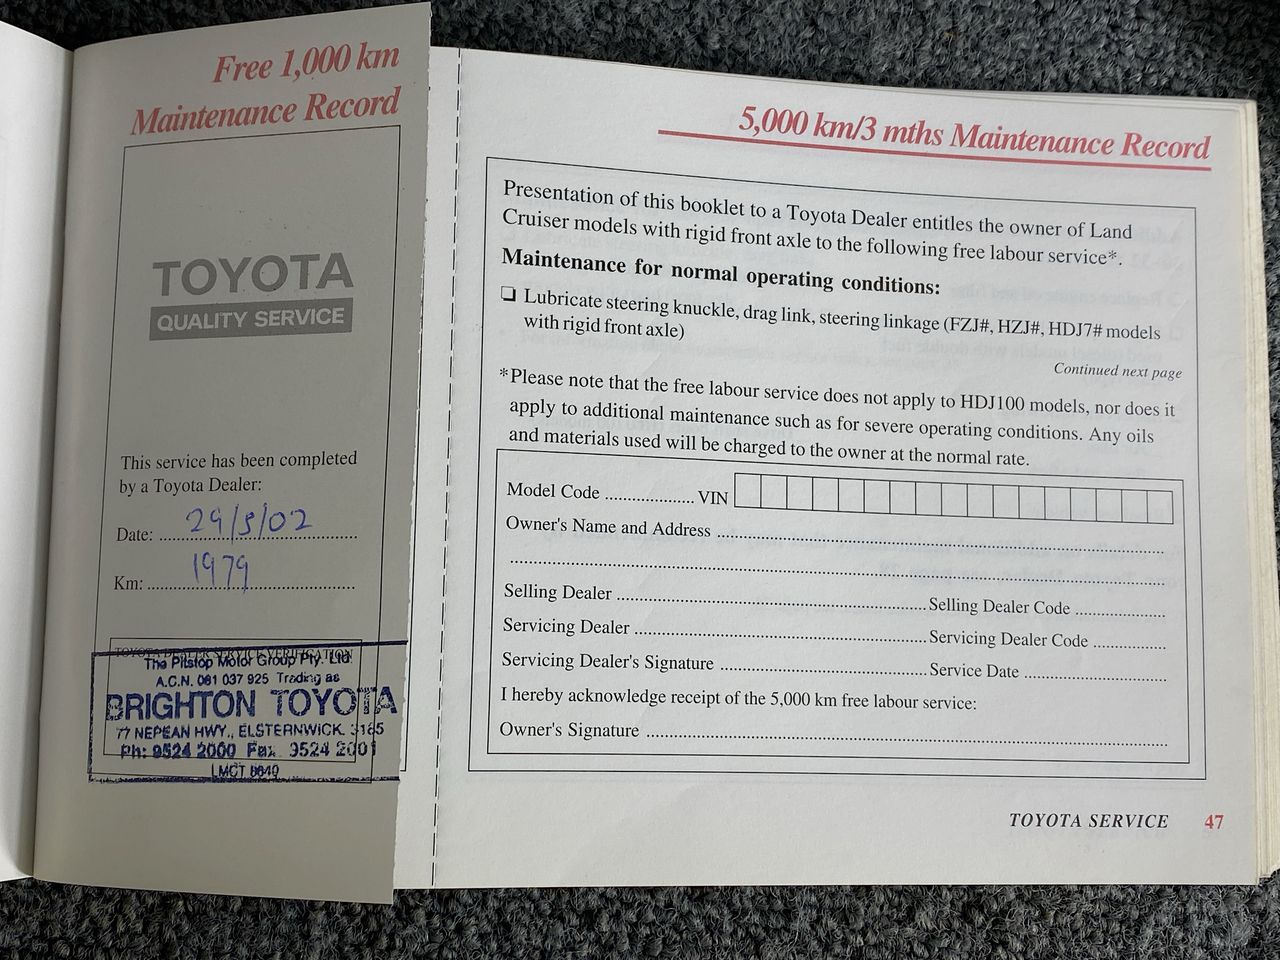 Free 1,000 km
Maintenance Record
TOYOTA
QUALITY SERVICE
This service has been completed
by a Toyota Dealer:
Date: 29/5/02
Km: 1979
TOYOTA DEALER SERVICE VERIFICATION
The Pitstop Motor Group Pty. Ltd.
A.C.N. 081 037 925 Trading as
BRIGHTON TOYOTA
77 NEPEAN HWY., ELSTERNWICK. 3185
Ph: 9524 2000 Fax 9524 2001
LMCT 8640
5,000 km/3 mths Maintenance Record
Presentation of this booklet to a Toyota Dealer entitles the owner of Land
Cruiser models with rigid front axle to the following free labour service*.
Maintenance for normal operating conditions:
❏ Lubricate steering knuckle, drag link, steering linkage (FZJ#, HZJ#, HDJ7# models
with rigid front axle)
Continued next page
*Please note that the free labour service does not apply to HDJ100 models, nor does it
apply to additional maintenance such as for severe operating conditions. Any oils
and materials used will be charged to the owner at the normal rate.
Model Code .................... VIN
Owner's Name and Address ....................
Selling Dealer .................... Selling Dealer Code ....................
Servicing Dealer .................... Servicing Dealer Code ....................
Servicing Dealer's Signature .................... Service Date ....................
I hereby acknowledge receipt of the 5,000 km free labour service:
Owner's Signature ....................
TOYOTA SERVICE 47